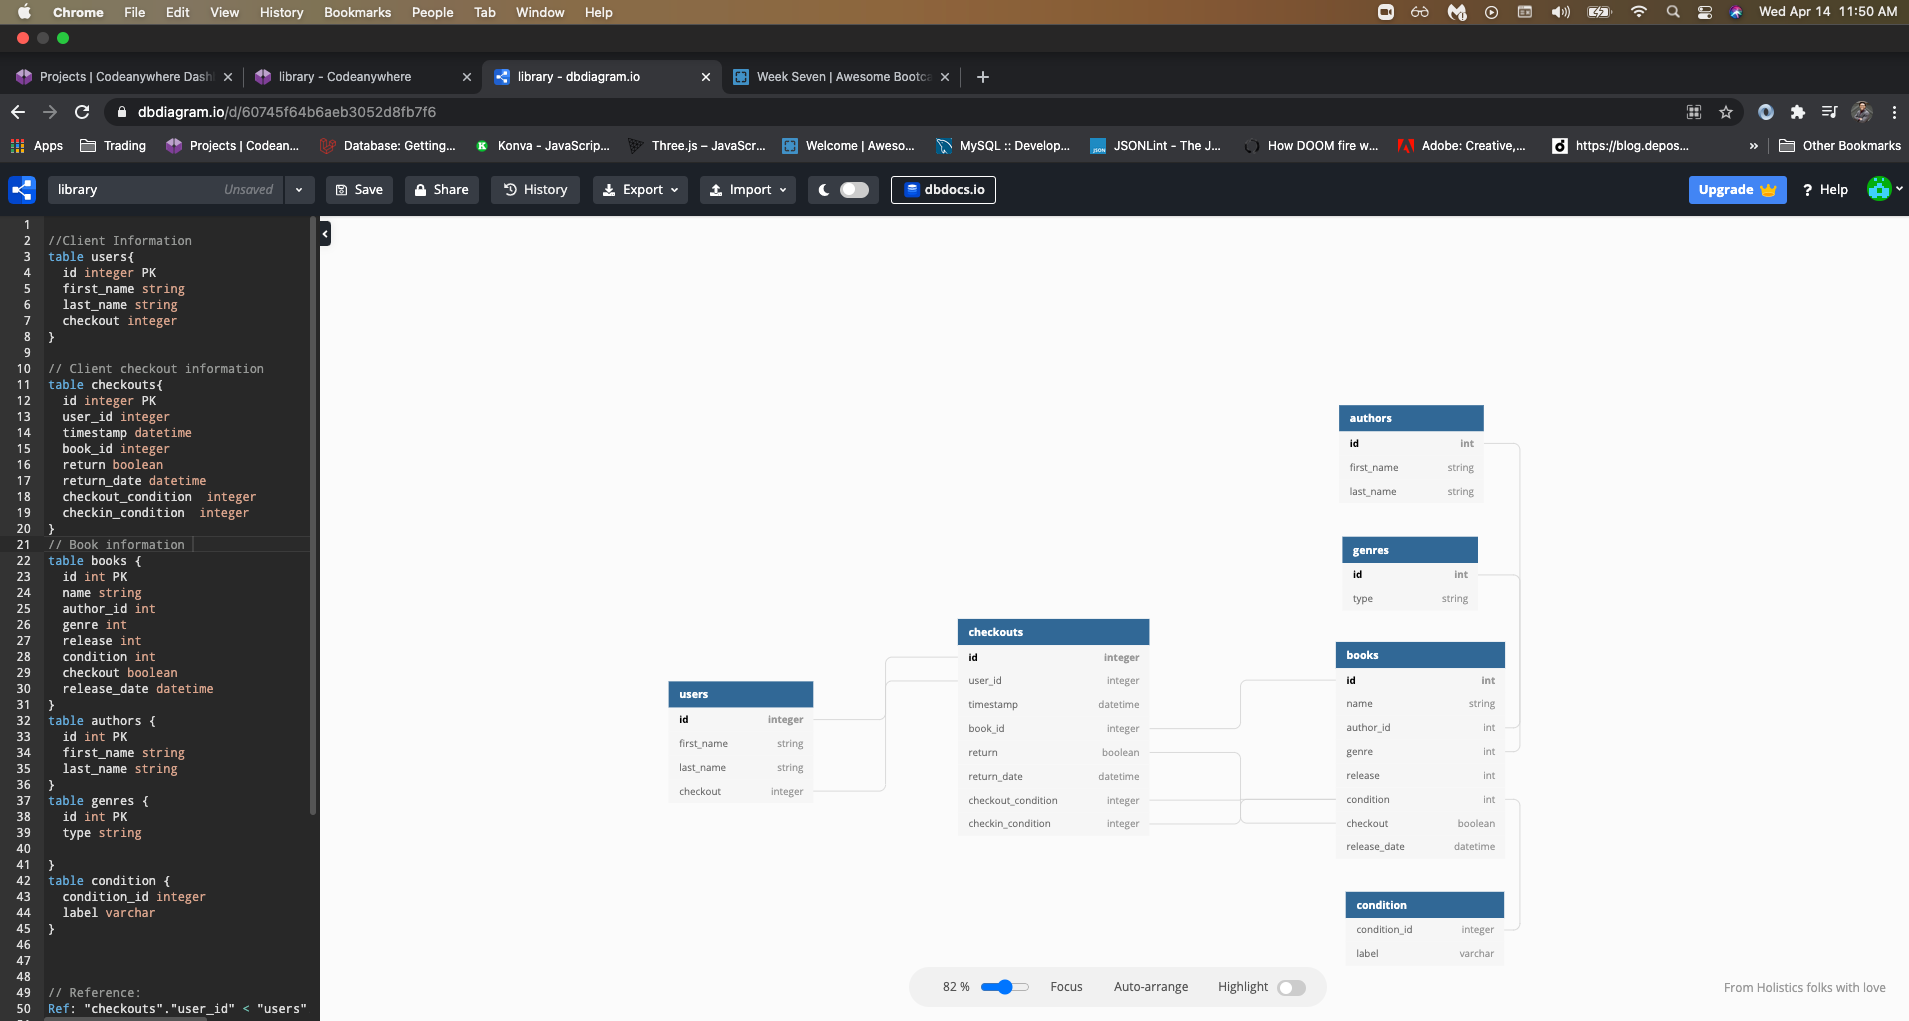 Chrome File Edit View History Bookmarks People Tab Window Help Wed Apr 14 11:50 AM
Projects | Codeanywhere Dash library - Codeanywhere library - dbdiagram.io Week Seven | Awesome Bootca
dbdiagram.io/d/60745f64b6aeb3052d8fb7f6
Apps Trading Projects | Codean... Database: Getting... Konva - JavaScrip... Three.js – JavaScr... Welcome | Aweso... MySQL :: Develop... JSONLint - The J... How DOOM fire w... Adobe: Creative,... https://blog.depos... » Other Bookmarks
library Unsaved Save Share History Export Import dbdocs.io Upgrade ? Help
1
2 //Client Information
3 table users{
4 id integer PK
5 first_name string
6 last_name string
7 checkout integer
8 }
9
10 // Client checkout information
11 table checkouts{
12 id integer PK
13 user_id integer
14 timestamp datetime
15 book_id integer
16 return boolean
17 return_date datetime
18 checkout_condition integer
19 checkin_condition integer
20 }
21 // Book information
22 table books {
23 id int PK
24 name string
25 author_id int
26 genre int
27 release int
28 condition int
29 checkout boolean
30 release_date datetime
31 }
32 table authors {
33 id int PK
34 first_name string
35 last_name string
36 }
37 table genres {
38 id int PK
39 type string
40
41 }
42 table condition {
43 condition_id integer
44 label varchar
45 }
46
47
48
49 // Reference:
50 Ref: "checkouts"."user_id" < "users"
users
id integer
first_name string
last_name string
checkout integer
checkouts
id integer
user_id integer
timestamp datetime
book_id integer
return boolean
return_date datetime
checkout_condition integer
checkin_condition integer
authors
id int
first_name string
last_name string
genres
id int
type string
books
id int
name string
author_id int
genre int
release int
condition int
checkout boolean
release_date datetime
condition
condition_id integer
label varchar
82 % Focus Auto-arrange Highlight
From Holistics folks with love